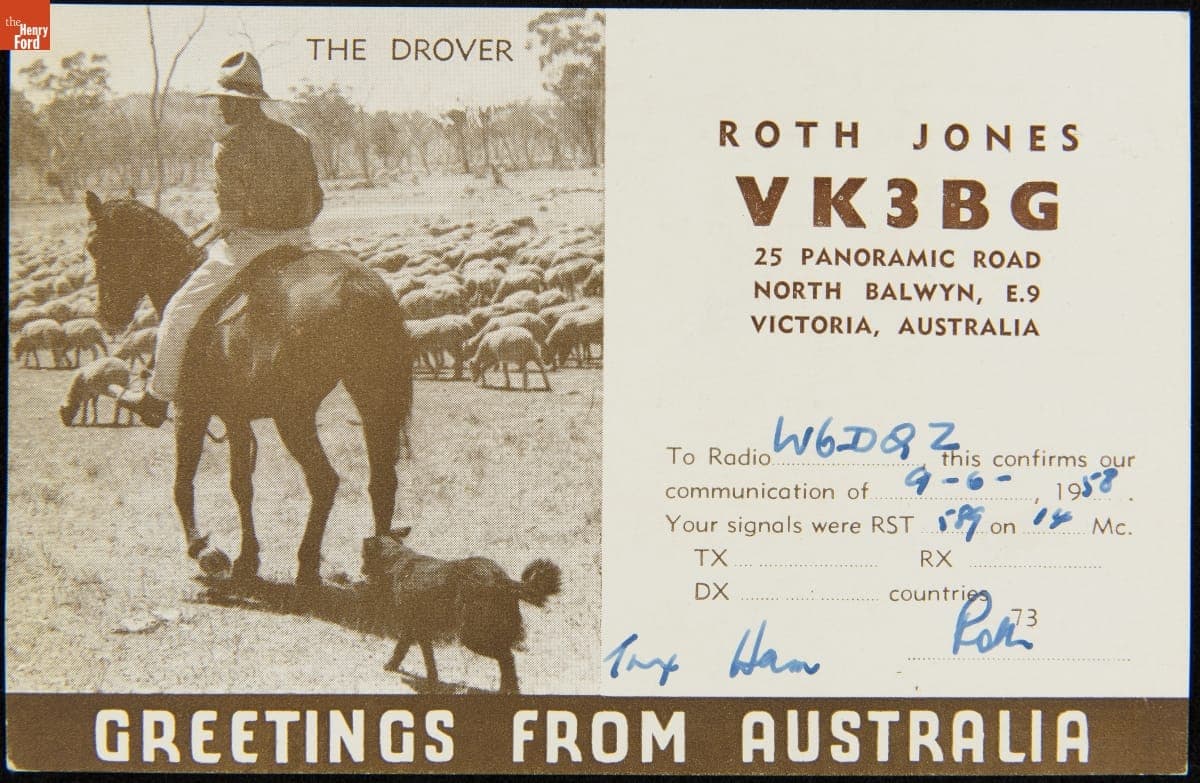 the
Henry
Ford
THE DROVER
ROTH JONES
VK3BG
25 PANORAMIC ROAD
NORTH BALWYN, E.9
VICTORIA, AUSTRALIA
To Radio W6DQZ, this confirms our
communication of 9-6-, 1958.
Your signals were RST 589 on 14 Mc.
TX RX
DX countries
73
Tnx Ham Roth
GREETINGS FROM AUSTRALIA